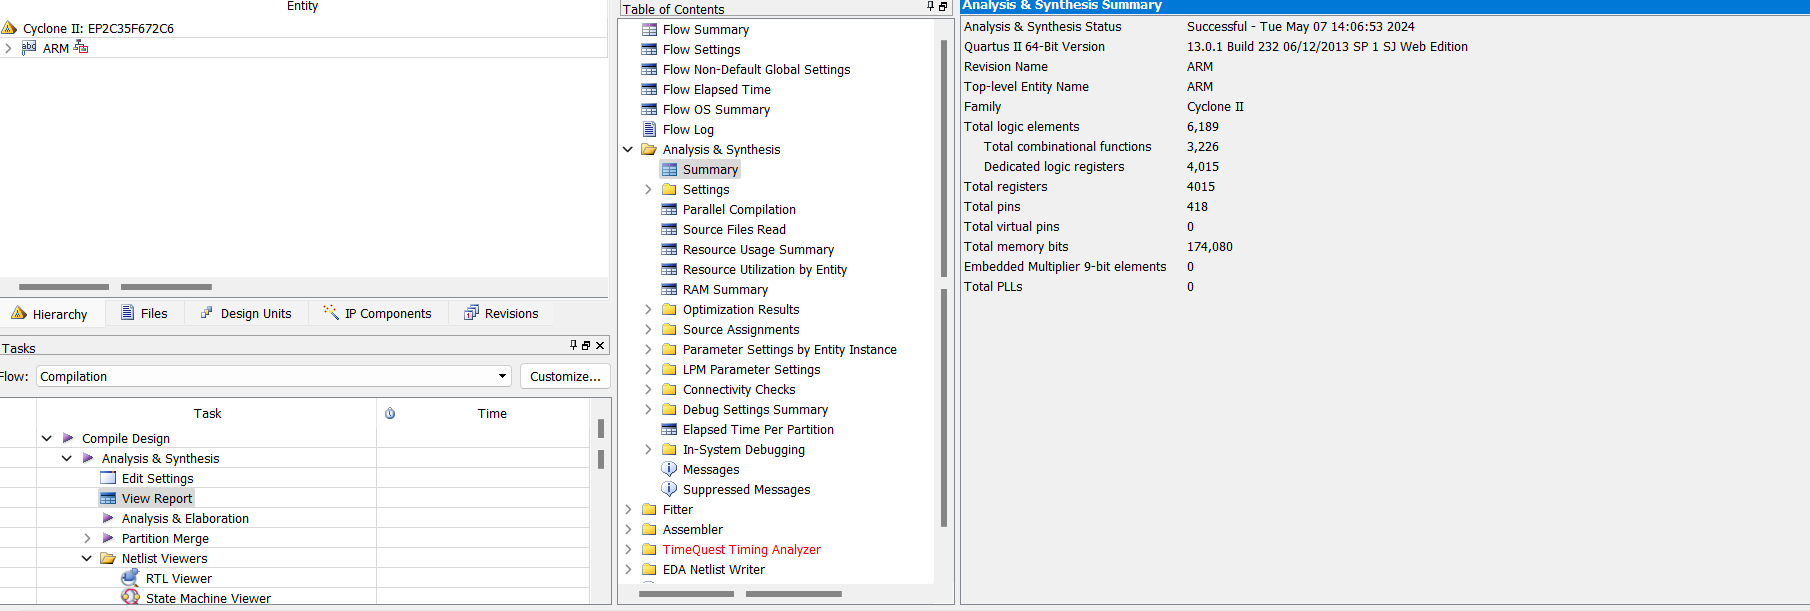 Entity
Cyclone II: EP2C35F672C6
abc ARM
Hierarchy Files Design Units IP Components Revisions
Tasks
Flow: Compilation Customize...
Task Time
Compile Design
Analysis & Synthesis
Edit Settings
View Report
Analysis & Elaboration
Partition Merge
Netlist Viewers
RTL Viewer
State Machine Viewer
Table of Contents
Flow Summary
Flow Settings
Flow Non-Default Global Settings
Flow Elapsed Time
Flow OS Summary
Flow Log
Analysis & Synthesis
Summary
Settings
Parallel Compilation
Source Files Read
Resource Usage Summary
Resource Utilization by Entity
RAM Summary
Optimization Results
Source Assignments
Parameter Settings by Entity Instance
LPM Parameter Settings
Connectivity Checks
Debug Settings Summary
Elapsed Time Per Partition
In-System Debugging
Messages
Suppressed Messages
Fitter
Assembler
TimeQuest Timing Analyzer
EDA Netlist Writer
Analysis & Synthesis Summary
Analysis & Synthesis Status Successful - Tue May 07 14:06:53 2024
Quartus II 64-Bit Version 13.0.1 Build 232 06/12/2013 SP 1 SJ Web Edition
Revision Name ARM
Top-level Entity Name ARM
Family Cyclone II
Total logic elements 6,189
Total combinational functions 3,226
Dedicated logic registers 4,015
Total registers 4015
Total pins 418
Total virtual pins 0
Total memory bits 174,080
Embedded Multiplier 9-bit elements 0
Total PLLs 0